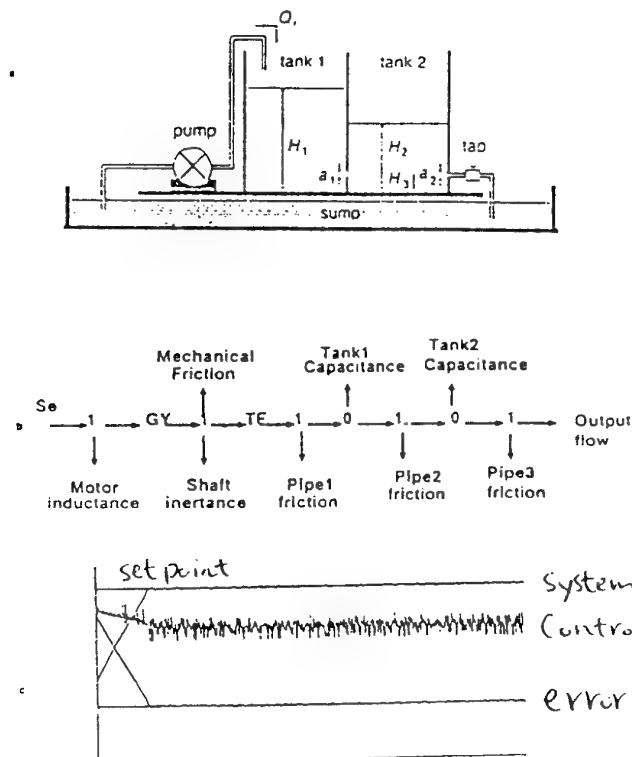 Qi
tank 1 tank 2
pump
tap
H1
H2
a1
H3 a2
sump
a
Tank2
Mechanical Tank1 Capacitance
Friction Capacitance
Se
b 1 GY 1 TE 1 0 1 0 1 Output
flow
Motor Shaft Pipe1 Pipe2 Pipe3
inductance inertance friction friction friction
set point
System
Contro
c
error